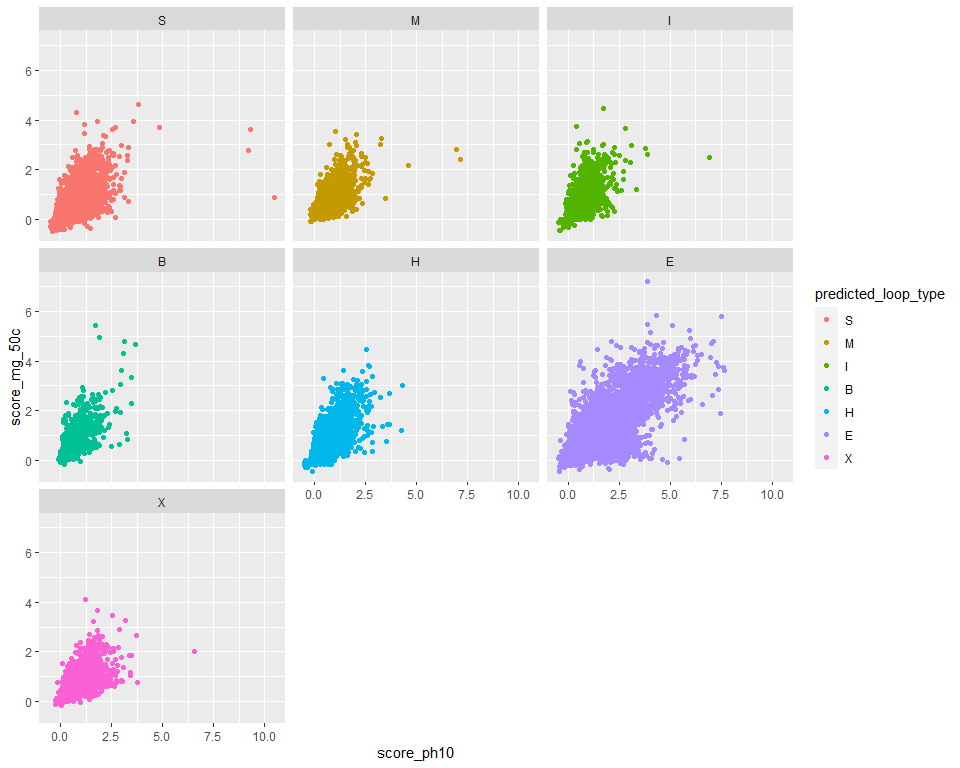 S M I
6
4
2
0
B H E
6
4
2
0
0.0 2.5 5.0 7.5 10.0 0.0 2.5 5.0 7.5 10.0
X
6
4
2
0
0.0 2.5 5.0 7.5 10.0
score_ph10
score_mg_50c
predicted_loop_type
S
M
I
B
H
E
X